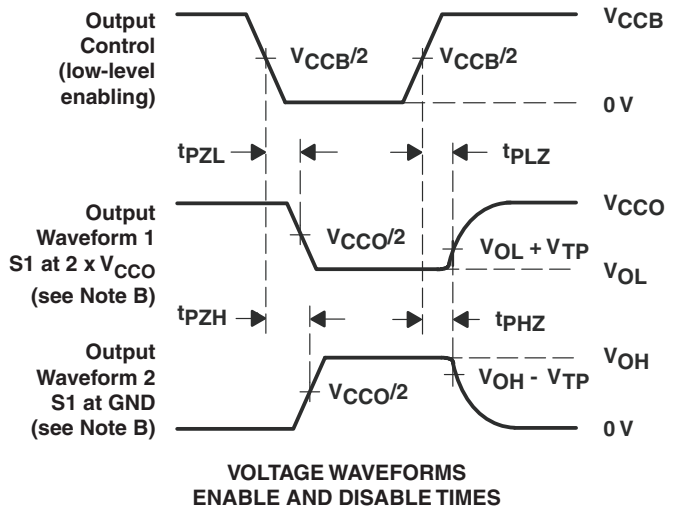 Output
Control
(low-level
enabling)
VCCB/2
VCCB/2
VCCB
0 V
tPZL
tPLZ
Output
Waveform 1
S1 at 2 x VCCO
(see Note B)
VCCO/2
VCCO
VOL + VTP
VOL
tPZH
tPHZ
Output
Waveform 2
S1 at GND
(see Note B)
VCCO/2
VOH
VOH - VTP
0 V
VOLTAGE WAVEFORMS
ENABLE AND DISABLE TIMES